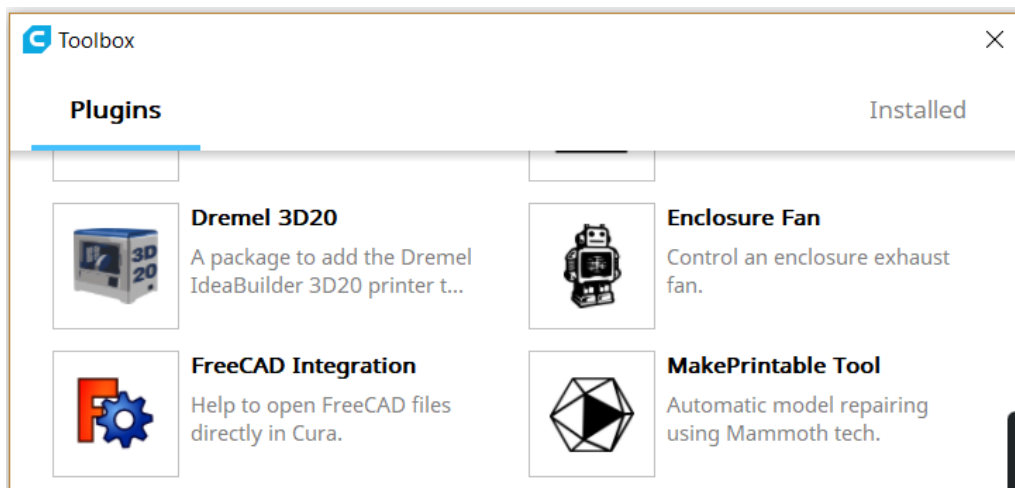 Toolbox
Plugins
Installed
Dremel 3D20
A package to add the Dremel
IdeaBuilder 3D20 printer t...
3D
20
Enclosure Fan
Control an enclosure exhaust
fan.
FreeCAD Integration
Help to open FreeCAD files
directly in Cura.
MakePrintable Tool
Automatic model repairing
using Mammoth tech.